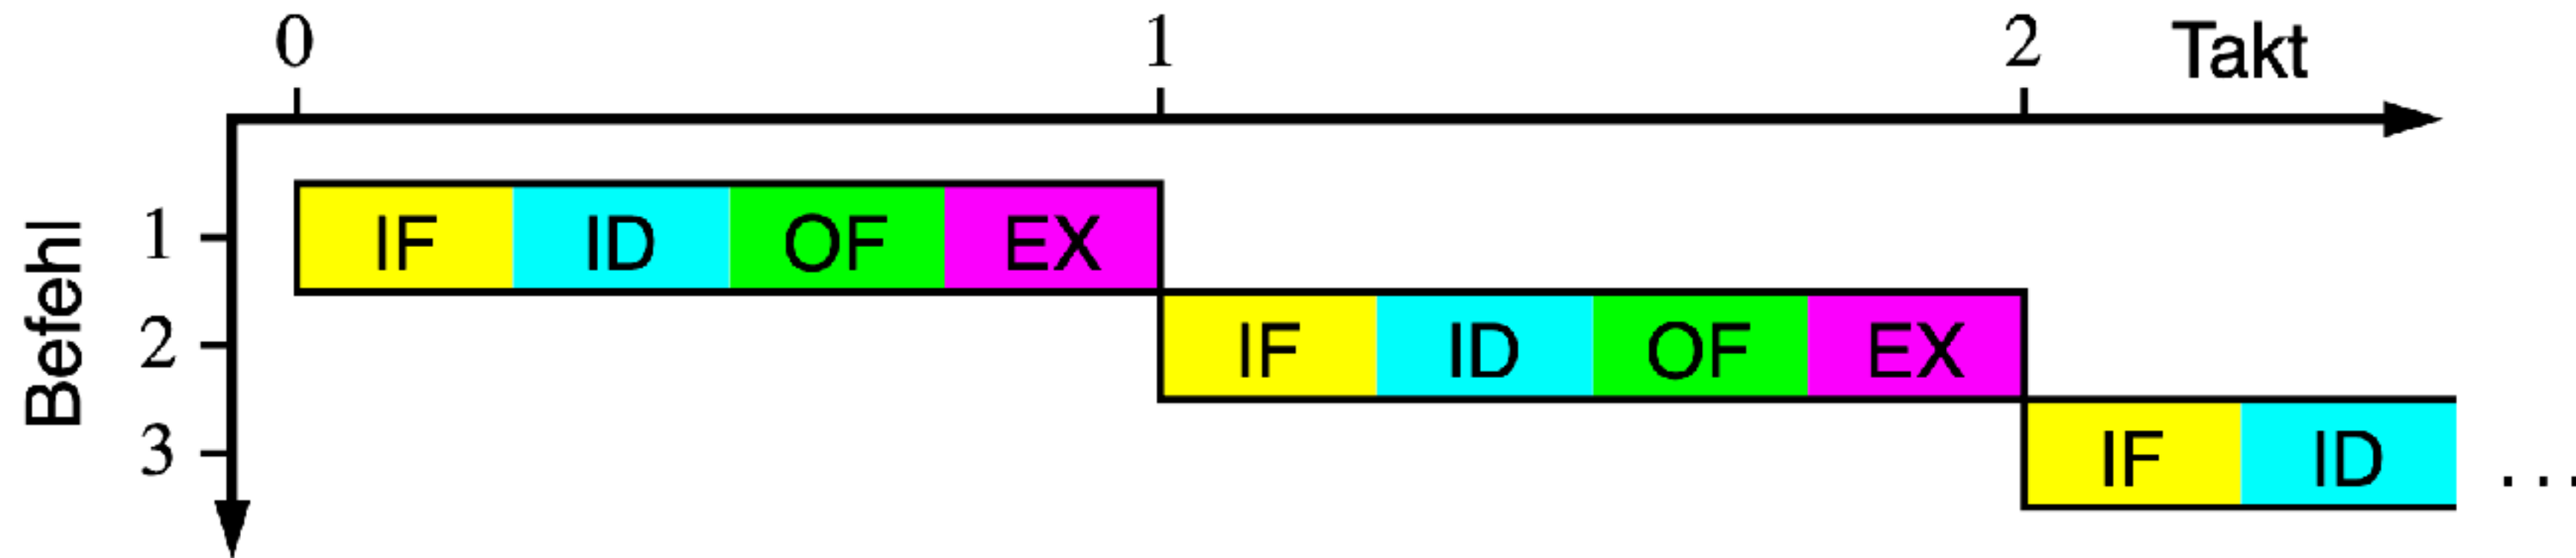 0 1 2 Takt
Befehl
1 IF ID OF EX
2 IF ID OF EX
3 IF ID ...